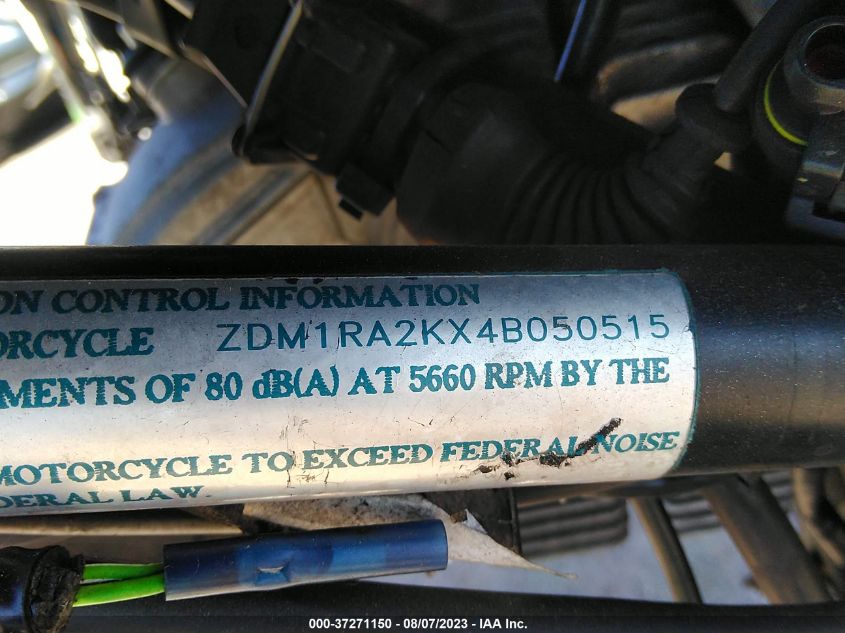 ON CONTROL INFORMATION
ORCYCLE ZDM1RA2KX4B050515
MENTS OF 80 dB(A) AT 5660 RPM BY THE
MOTORCYCLE TO EXCEED FEDERAL NOISE
DERAL LAW.
000-37271150 - 08/07/2023 - IAA Inc.